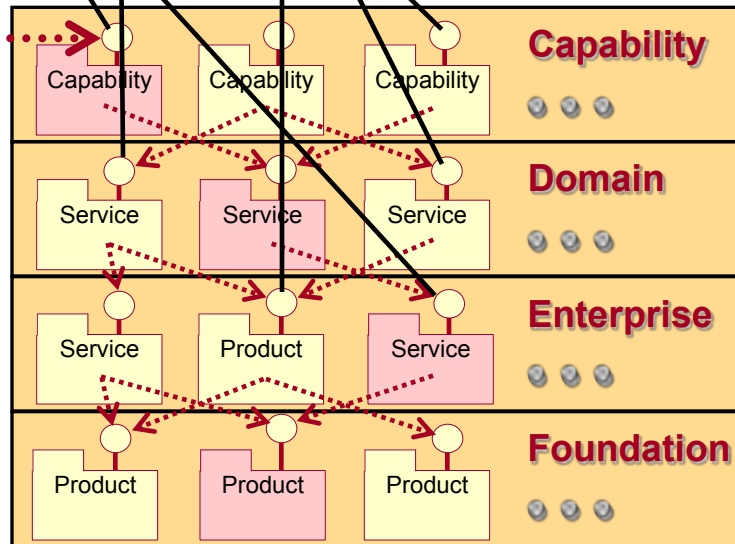 Capability
Capability
Capability
Capability
Service
Service
Service
Domain
Service
Product
Service
Enterprise
Product
Product
Product
Foundation